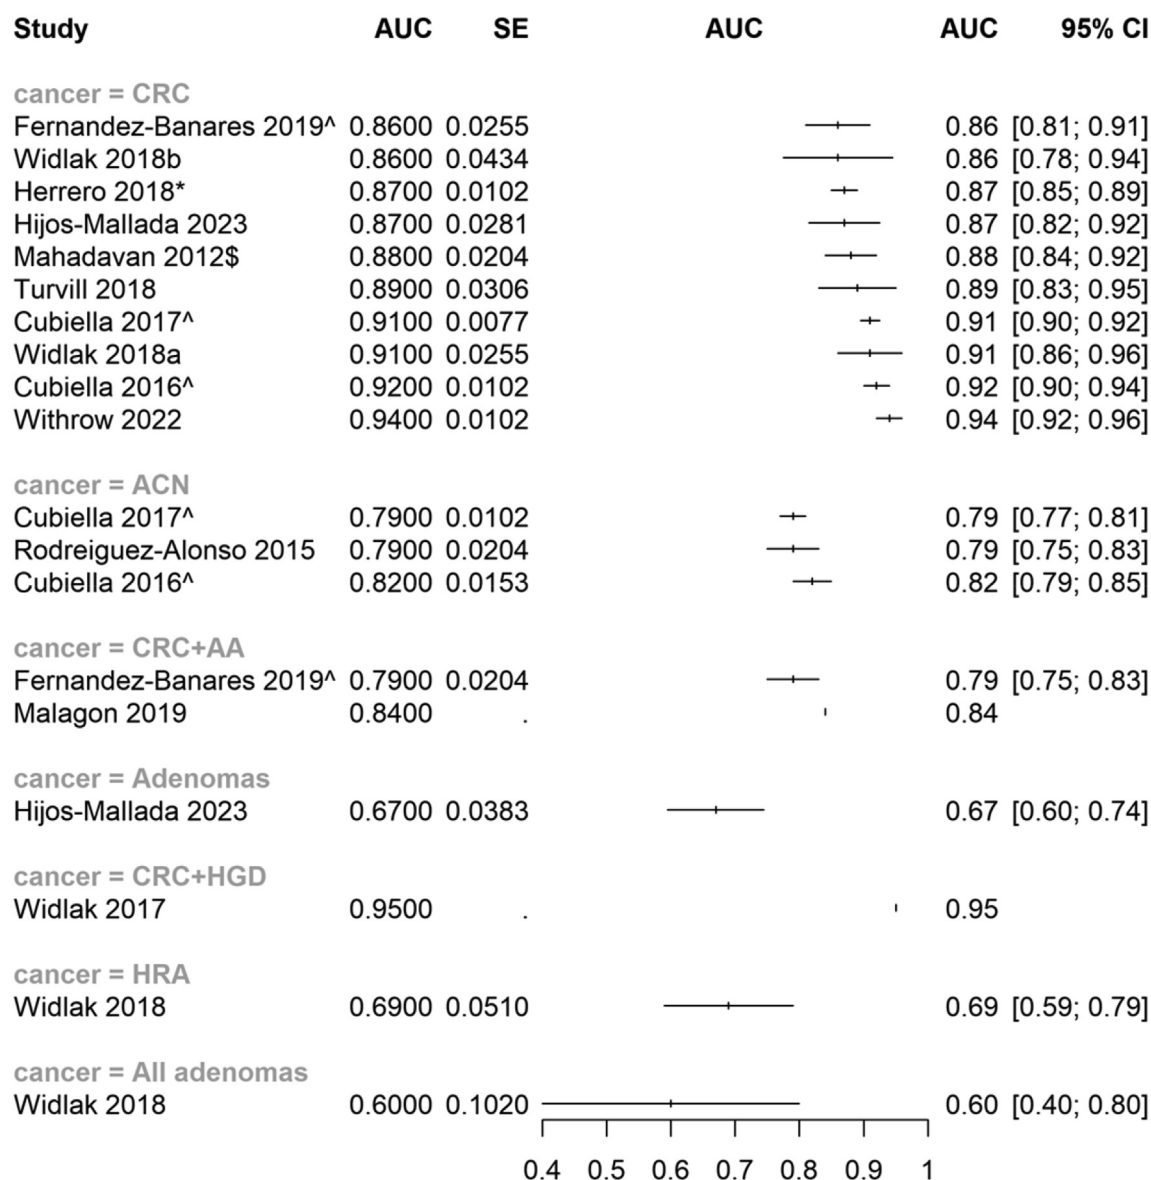 Study AUC SE AUC AUC 95% CI
cancer = CRC
Fernandez-Banares 2019^ 0.8600 0.0255 0.86 [0.81; 0.91]
Widlak 2018b 0.8600 0.0434 0.86 [0.78; 0.94]
Herrero 2018* 0.8700 0.0102 0.87 [0.85; 0.89]
Hijos-Mallada 2023 0.8700 0.0281 0.87 [0.82; 0.92]
Mahadavan 2012$ 0.8800 0.0204 0.88 [0.84; 0.92]
Turvill 2018 0.8900 0.0306 0.89 [0.83; 0.95]
Cubiella 2017^ 0.9100 0.0077 0.91 [0.90; 0.92]
Widlak 2018a 0.9100 0.0255 0.91 [0.86; 0.96]
Cubiella 2016^ 0.9200 0.0102 0.92 [0.90; 0.94]
Withrow 2022 0.9400 0.0102 0.94 [0.92; 0.96]
cancer = ACN
Cubiella 2017^ 0.7900 0.0102 0.79 [0.77; 0.81]
Rodreiguez-Alonso 2015 0.7900 0.0204 0.79 [0.75; 0.83]
Cubiella 2016^ 0.8200 0.0153 0.82 [0.79; 0.85]
cancer = CRC+AA
Fernandez-Banares 2019^ 0.7900 0.0204 0.79 [0.75; 0.83]
Malagon 2019 0.8400 . 0.84
cancer = Adenomas
Hijos-Mallada 2023 0.6700 0.0383 0.67 [0.60; 0.74]
cancer = CRC+HGD
Widlak 2017 0.9500 . 0.95
cancer = HRA
Widlak 2018 0.6900 0.0510 0.69 [0.59; 0.79]
cancer = All adenomas
Widlak 2018 0.6000 0.1020 0.60 [0.40; 0.80]
0.4 0.5 0.6 0.7 0.8 0.9 1